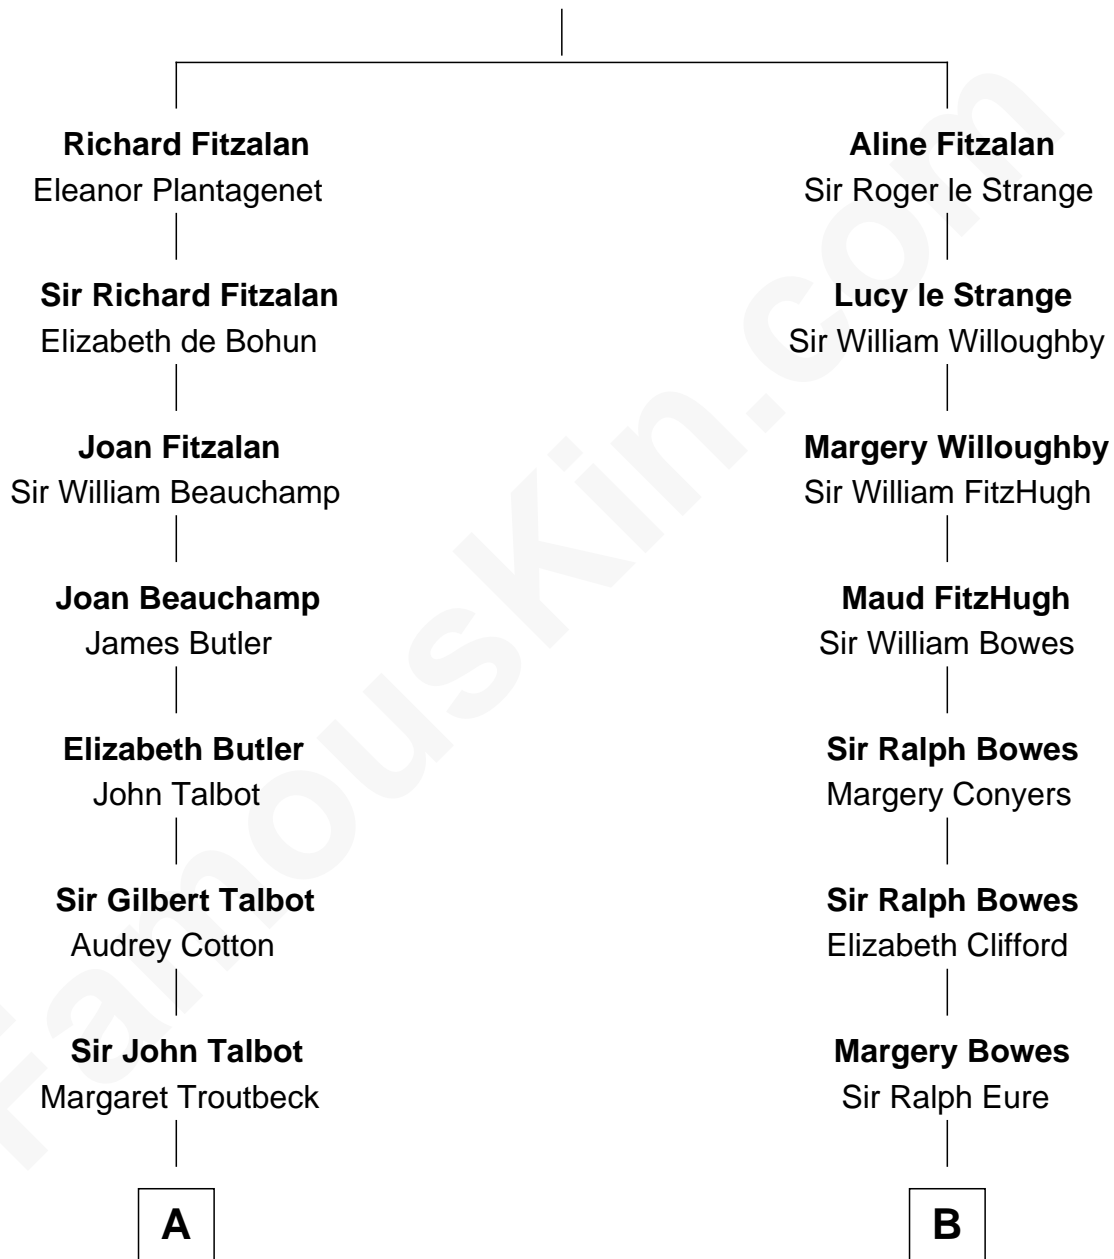 Richard Fitzalan
Eleanor Plantagenet
Sir Richard Fitzalan
Elizabeth de Bohun
Joan Fitzalan
Sir William Beauchamp
Joan Beauchamp
James Butler
Elizabeth Butler
John Talbot
Sir Gilbert Talbot
Audrey Cotton
Sir John Talbot
Margaret Troutbeck
A
Aline Fitzalan
Sir Roger le Strange
Lucy le Strange
Sir William Willoughby
Margery Willoughby
Sir William FitzHugh
Maud FitzHugh
Sir William Bowes
Sir Ralph Bowes
Margery Conyers
Sir Ralph Bowes
Elizabeth Clifford
Margery Bowes
Sir Ralph Eure
B
FamousKin.com